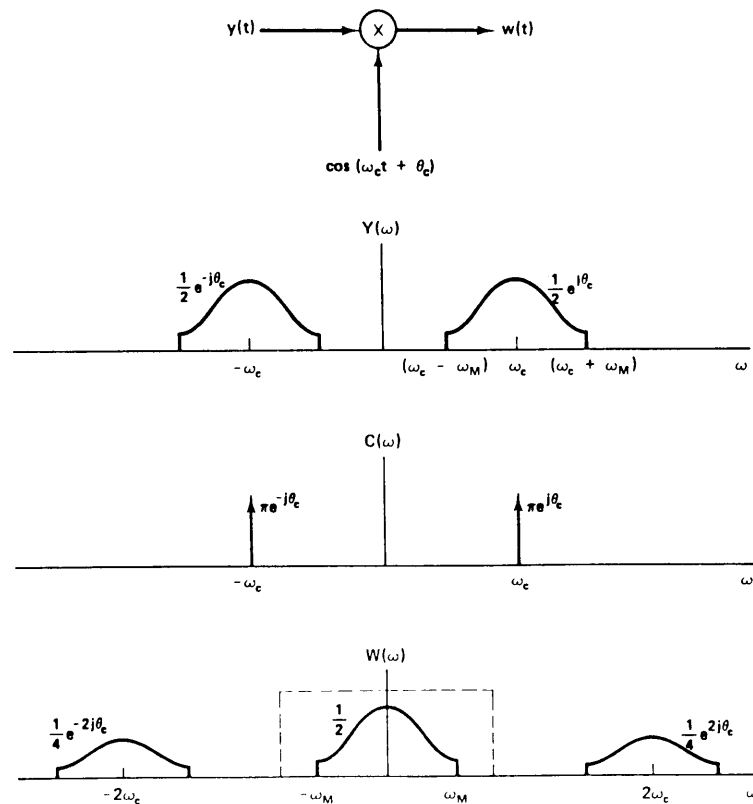 y(t) X w(t)
cos (ω_c t + θ_c)
Y(ω)
1/2 e^{-jθ_c} 1/2 e^{jθ_c}
-ω_c (ω_c - ω_M) ω_c (ω_c + ω_M) ω
C(ω)
πe^{-jθ_c} πe^{jθ_c}
-ω_c ω_c ω
W(ω)
1/4 e^{-2jθ_c} 1/2 1/4 e^{2jθ_c}
-2ω_c -ω_M ω_M 2ω_c ω